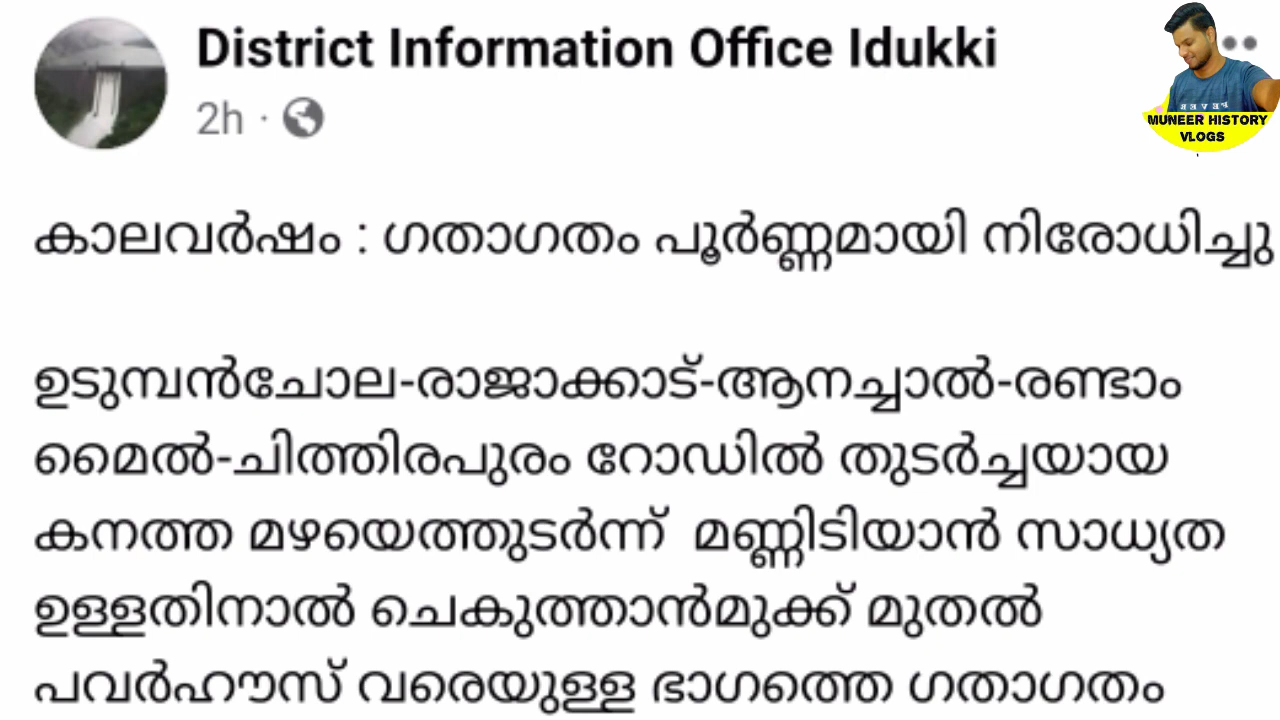 District Information Office Idukki
2h ·
MUNEER HISTORY
VLOGS
കാലവർഷം : ഗതാഗതം പൂർണ്ണമായി നിരോധിച്ചു
ഉടുമ്പൻചോല-രാജാക്കാട്-ആനച്ചാൽ-രണ്ടാം
മൈൽ-ചിത്തിരപുരം റോഡിൽ തുടർച്ചയായ
കനത്ത മഴയെത്തുടർന്ന് മണ്ണിടിയാൻ സാധ്യത
ഉള്ളതിനാൽ ചെകുത്താൻമുക്ക് മുതൽ
പവർഹൗസ് വരെയുള്ള ഭാഗത്തെ ഗതാഗതം